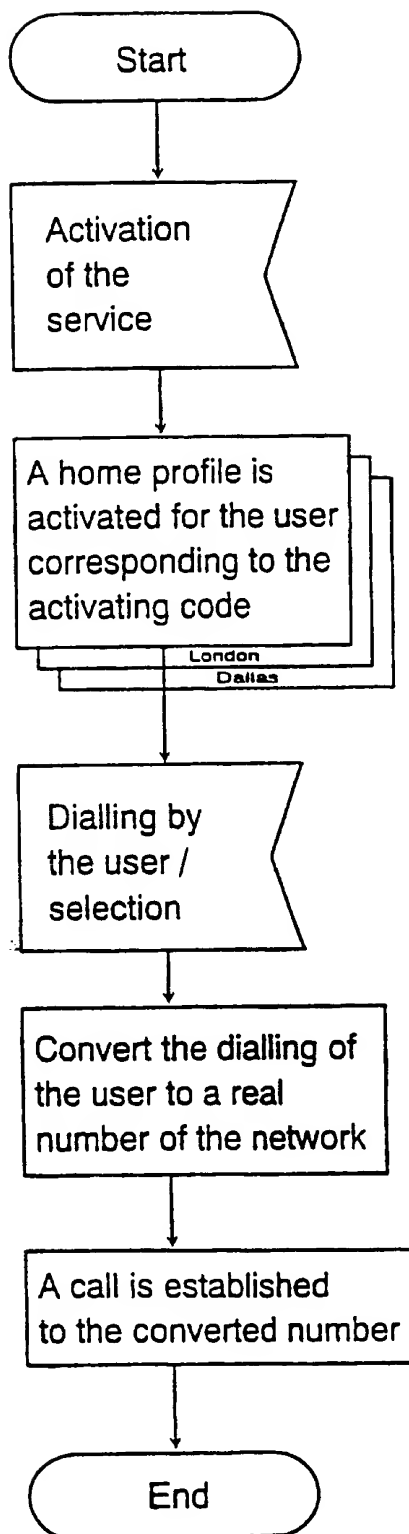 Start
Activation
of the
service
A home profile is
activated for the user
corresponding to the
activating code
London
Dallas
Dialling by
the user /
selection
Convert the dialling of
the user to a real
number of the network
A call is established
to the converted number
End